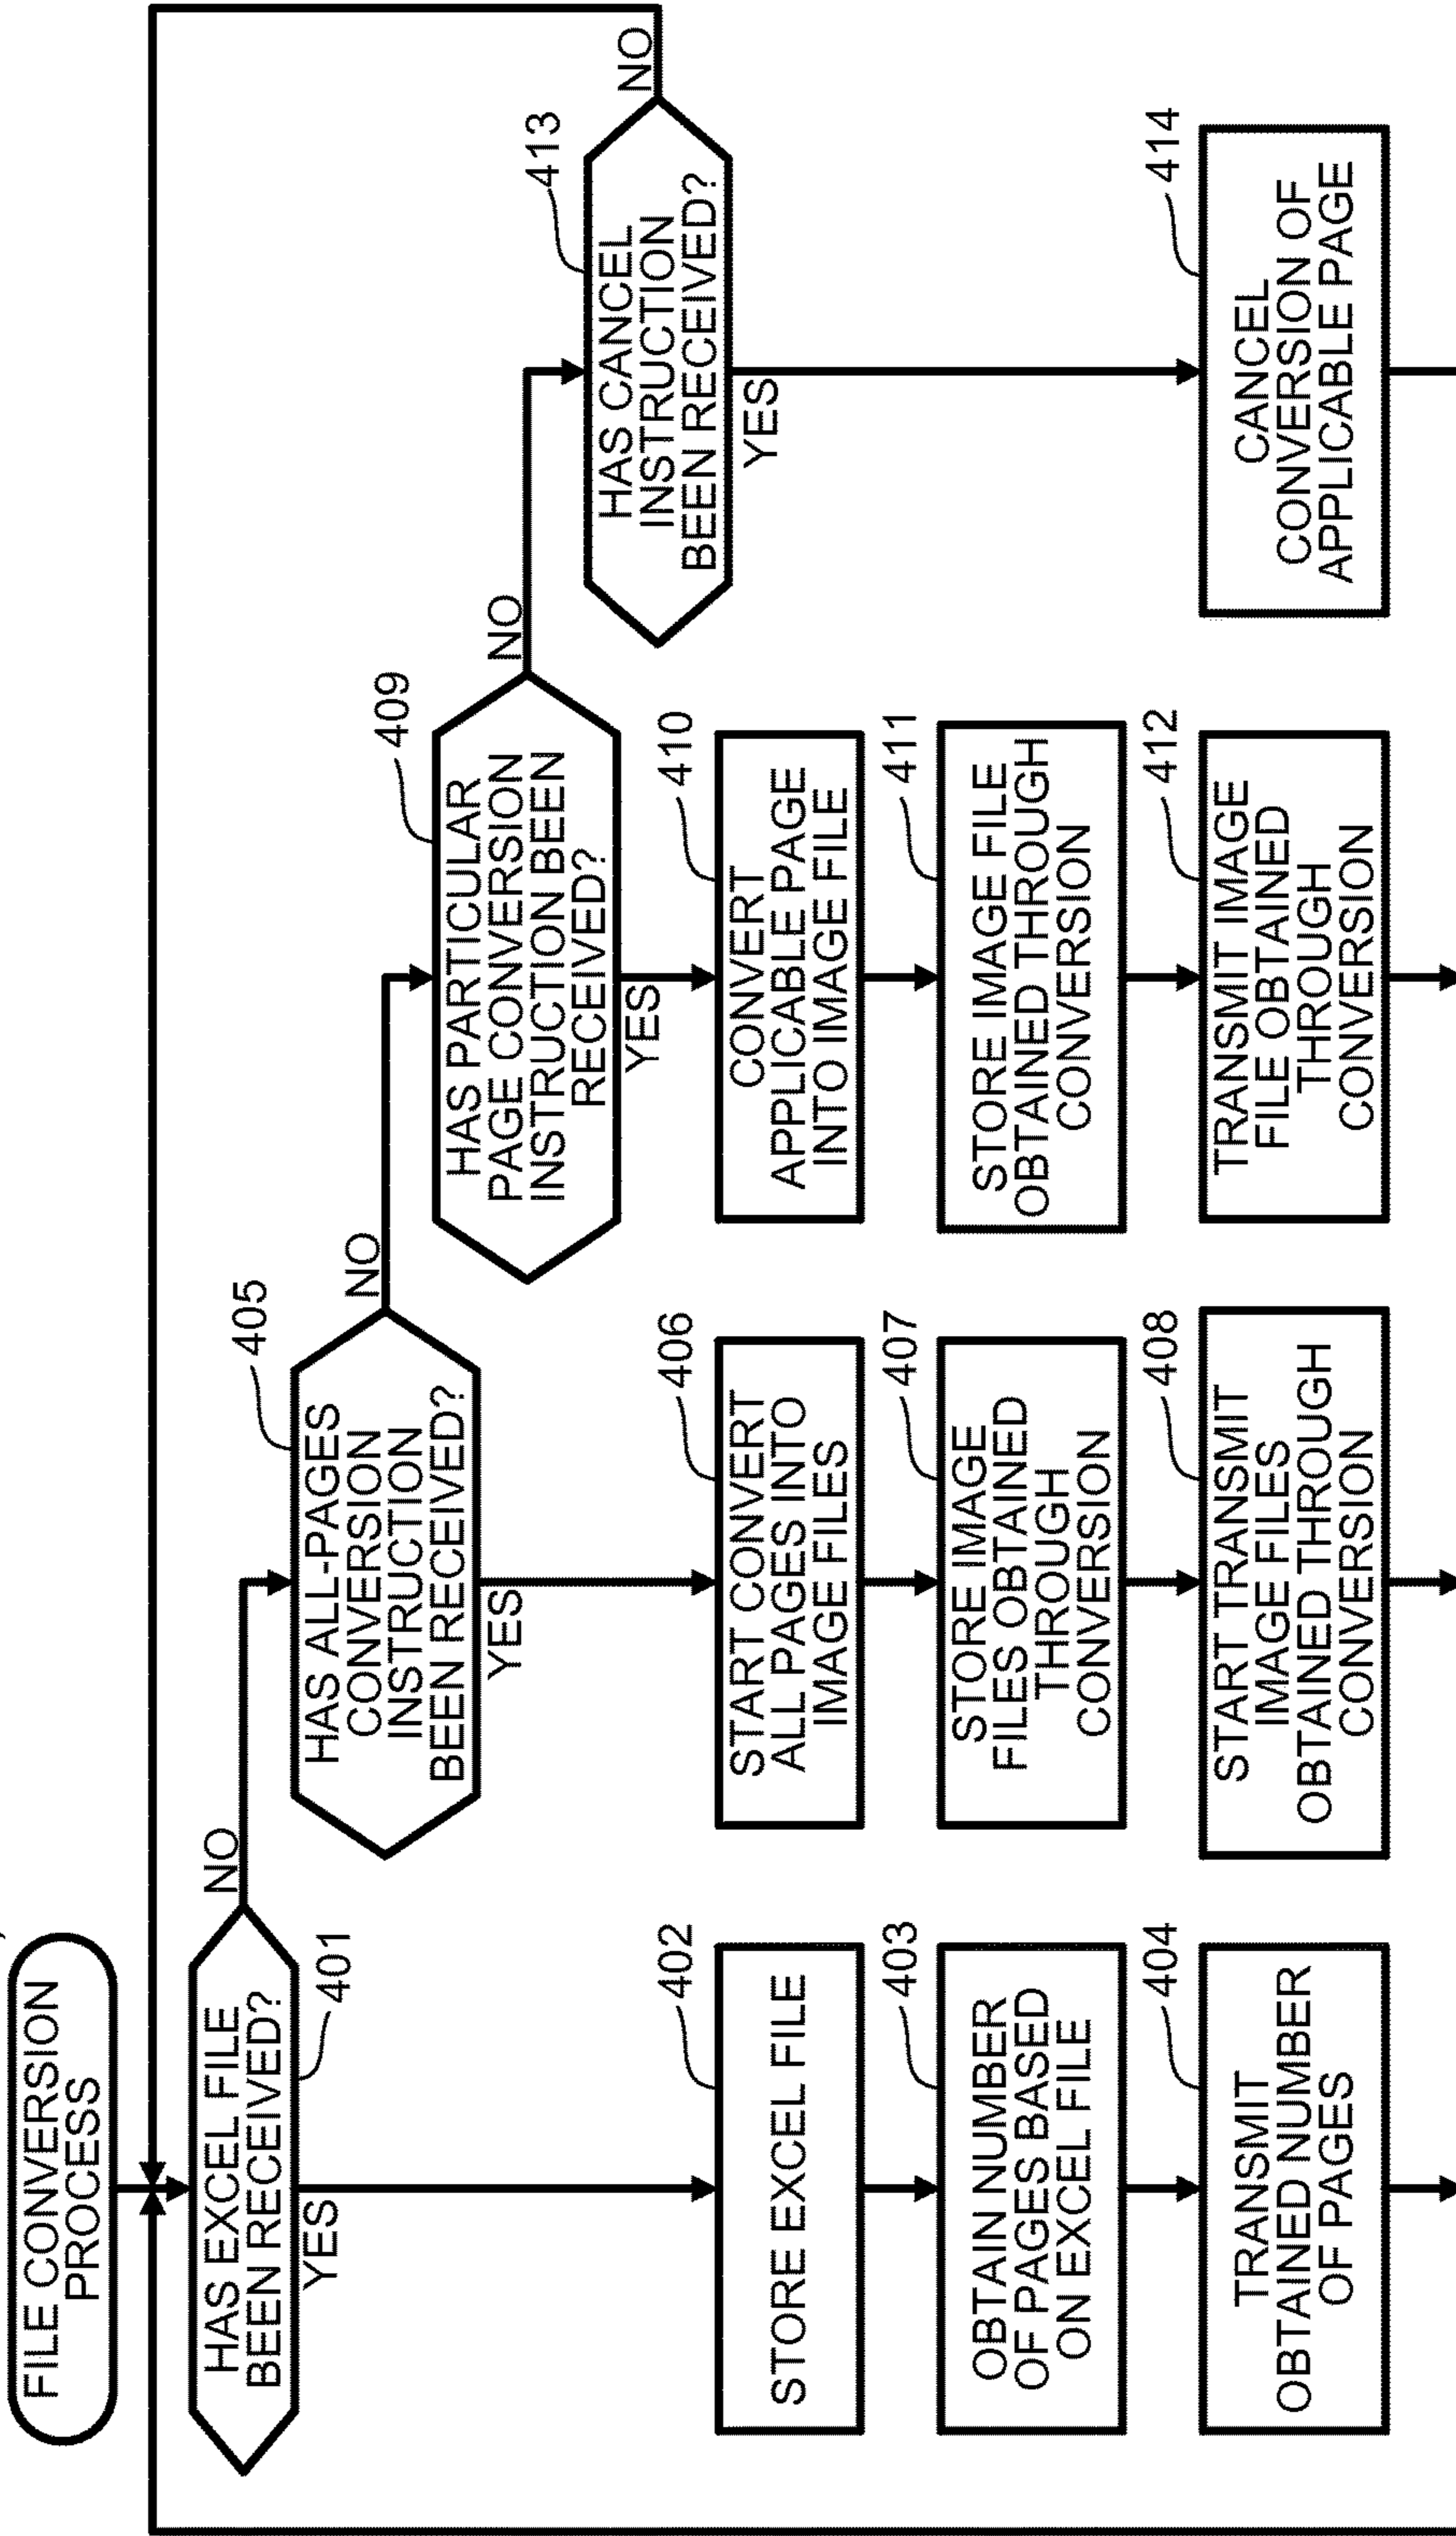 FILE CONVERSION
PROCESS
HAS EXCEL FILE
BEEN RECEIVED?
401
NO
YES
402
STORE EXCEL FILE
403
OBTAIN NUMBER
OF PAGES BASED
ON EXCEL FILE
404
TRANSMIT
OBTAINED NUMBER
OF PAGES
405
HAS ALL-PAGES
CONVERSION
INSTRUCTION
BEEN RECEIVED?
NO
YES
406
START CONVERT
ALL PAGES INTO
IMAGE FILES
407
STORE IMAGE
FILES OBTAINED
THROUGH
CONVERSION
408
START TRANSMIT
IMAGE FILES
OBTAINED THROUGH
CONVERSION
409
HAS PARTICULAR
PAGE CONVERSION
INSTRUCTION BEEN
RECEIVED?
NO
YES
410
CONVERT
APPLICABLE PAGE
INTO IMAGE FILE
411
STORE IMAGE FILE
OBTAINED THROUGH
CONVERSION
412
TRANSMIT IMAGE
FILE OBTAINED
THROUGH
CONVERSION
413
HAS CANCEL
INSTRUCTION
BEEN RECEIVED?
NO
YES
414
CANCEL
CONVERSION OF
APPLICABLE PAGE